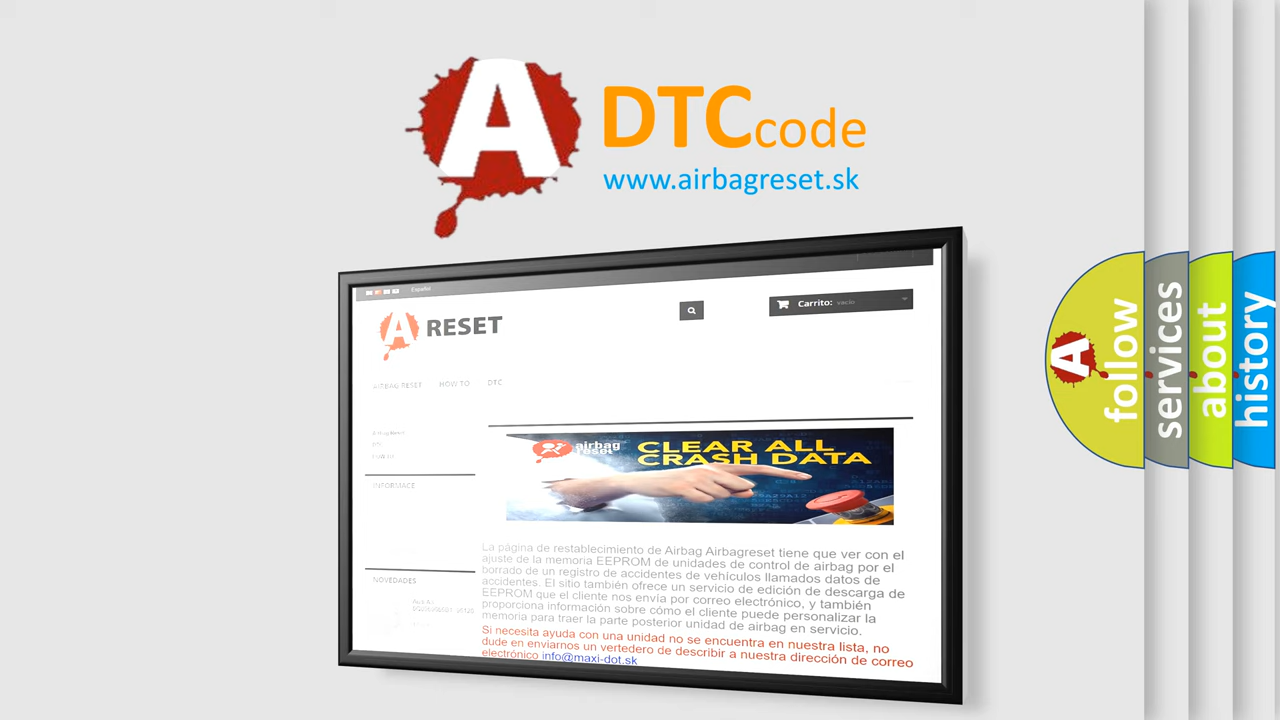 A DTCcode
www.airbagreset.sk
Español
A RESET
Carrito: vacío
AIRBAG RESET HOW TO DTC
airbag reset
CLEAR ALL
CRASH DATA
INFORMACE
La página de restablecimiento de Airbag Airbagreset tiene que ver con el
ajuste de la memoria EEPROM de unidades de control de airbag por el
borrado de un registro de accidentes de vehículos llamados datos de
accidentes. El sitio también ofrece un servicio de edición de descarga de
EEPROM que el cliente nos envía por correo electrónico, y también
proporciona información sobre cómo el cliente puede personalizar la
memoria para traer la parte posterior unidad de airbag en servicio.
Si necesita ayuda con una unidad no se encuentra en nuestra lista, no
dude en enviarnos un vertedero de describir a nuestra dirección de correo
electrónico info@maxi-dot.sk
NOVEDADES
A follow
services
about
history